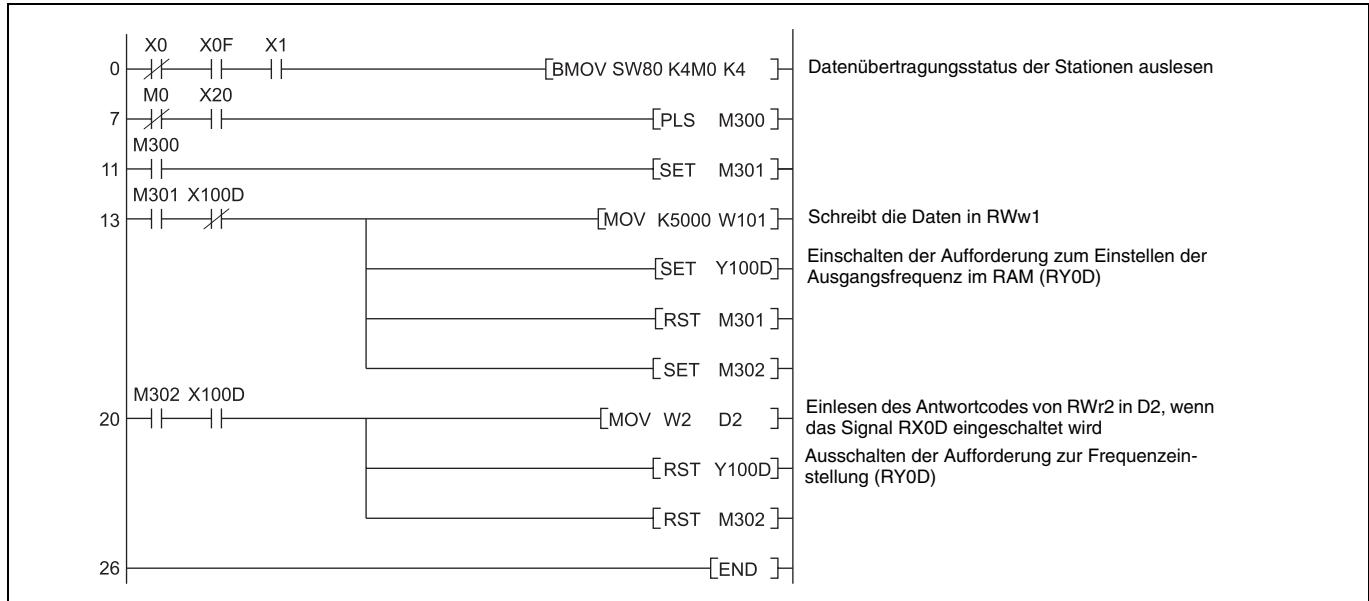 X0 X0F X1
0 BMOV SW80 K4M0 K4 Datenübertragungsstatus der Stationen auslesen
M0 X20
7 PLS M300
M300
11 SET M301
M301 X100D
13 MOV K5000 W101 Schreibt die Daten in RWw1
SET Y100D Einschalten der Aufforderung zum Einstellen der
Ausgangsfrequenz im RAM (RY0D)
RST M301
SET M302
M302 X100D
20 MOV W2 D2 Einlesen des Antwortcodes von RWr2 in D2, wenn
das Signal RX0D eingeschaltet wird
RST Y100D Ausschalten der Aufforderung zur Frequenzein-
stellung (RY0D)
RST M302
26 END